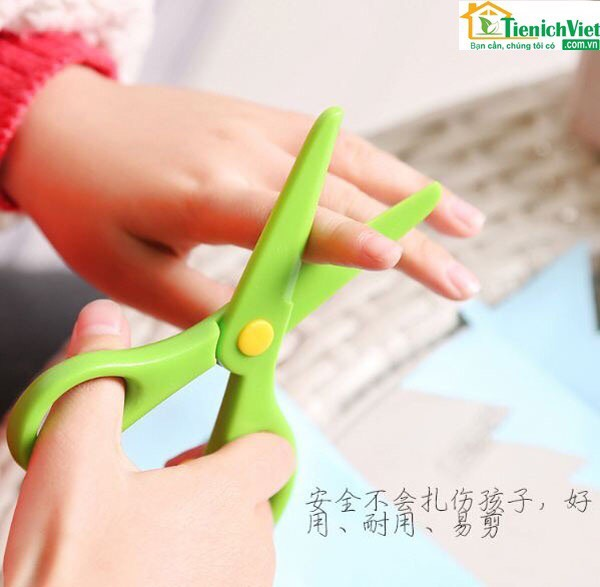 TienichViet
Bạn cần, chúng tôi có .com.vn
安全不会扎伤孩子，好
用、耐用、易剪